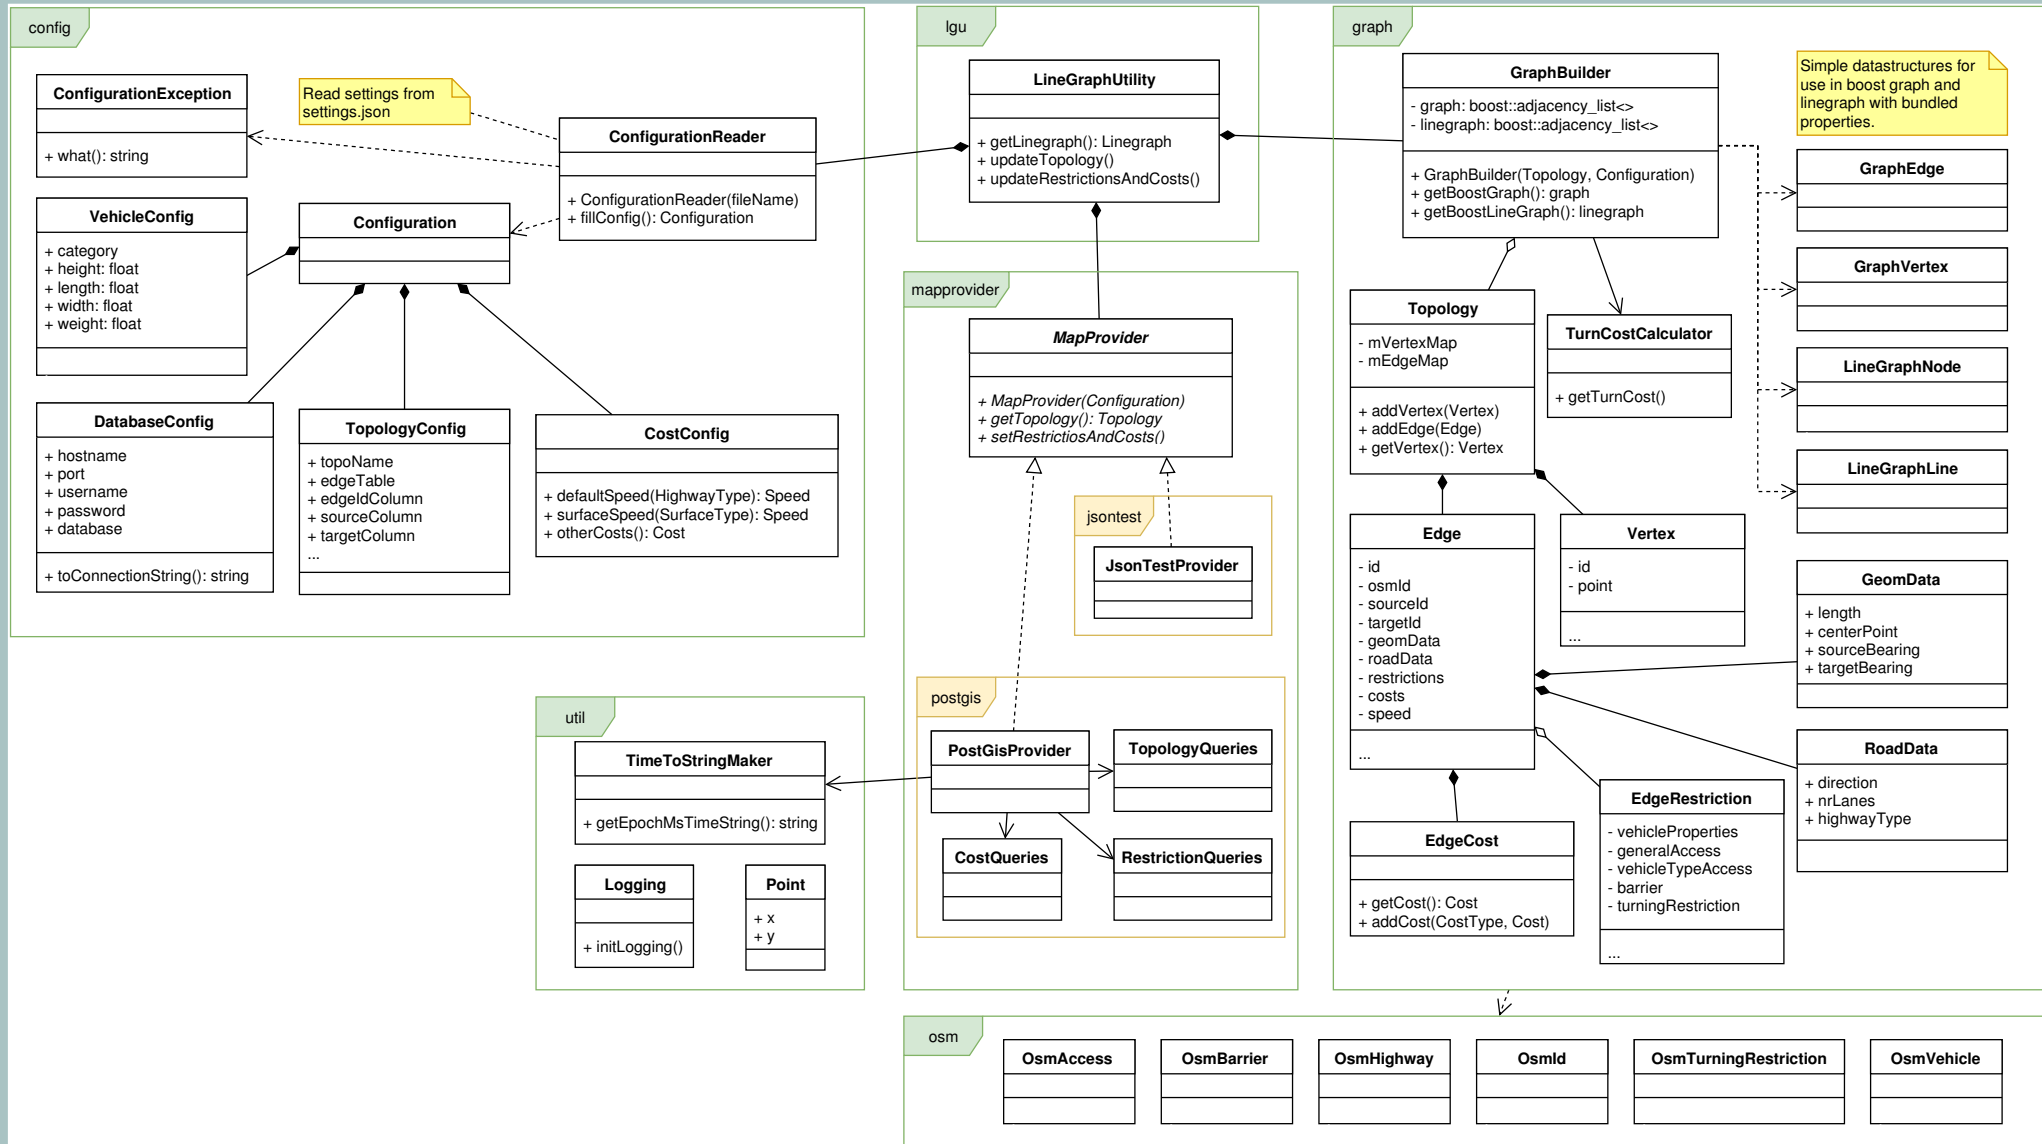 config
ConfigurationException
+ what(): string
Read settings from
settings.json
ConfigurationReader
+ ConfigurationReader(fileName)
+ fillConfig(): Configuration
VehicleConfig
+ category
+ height: float
+ length: float
+ width: float
+ weight: float
Configuration
DatabaseConfig
+ hostname
+ port
+ username
+ password
+ database
+ toConnectionString(): string
TopologyConfig
+ topoName
+ edgeTable
+ edgeIdColumn
+ sourceColumn
+ targetColumn
...
CostConfig
+ defaultSpeed(HighwayType): Speed
+ surfaceSpeed(SurfaceType): Speed
+ otherCosts(): Cost
lgu
LineGraphUtility
+ getLinegraph(): Linegraph
+ updateTopology()
+ updateRestrictionsAndCosts()
mapprovider
MapProvider
+ MapProvider(Configuration)
+ getTopology(): Topology
+ setRestrictiosAndCosts()
jsontest
JsonTestProvider
postgis
PostGisProvider
TopologyQueries
CostQueries
RestrictionQueries
util
TimeToStringMaker
+ getEpochMsTimeString(): string
Logging
+ initLogging()
Point
+ x
+ y
graph
GraphBuilder
- graph: boost::adjacency_list<>
- linegraph: boost::adjacency_list<>
+ GraphBuilder(Topology, Configuration)
+ getBoostGraph(): graph
+ getBoostLineGraph(): linegraph
Simple datastructures for
use in boost graph and
linegraph with bundled
properties.
GraphEdge
GraphVertex
LineGraphNode
LineGraphLine
Topology
- mVertexMap
- mEdgeMap
+ addVertex(Vertex)
+ addEdge(Edge)
+ getVertex(): Vertex
TurnCostCalculator
+ getTurnCost()
Edge
- id
- osmId
- sourceId
- targetId
- geomData
- roadData
- restrictions
- costs
- speed
...
Vertex
- id
- point
...
GeomData
+ length
+ centerPoint
+ sourceBearing
+ targetBearing
RoadData
+ direction
+ nrLanes
+ highwayType
EdgeRestriction
- vehicleProperties
- generalAccess
- vehicleTypeAccess
- barrier
- turningRestriction
...
EdgeCost
+ getCost(): Cost
+ addCost(CostType, Cost)
osm
OsmAccess
OsmBarrier
OsmHighway
OsmId
OsmTurningRestriction
OsmVehicle